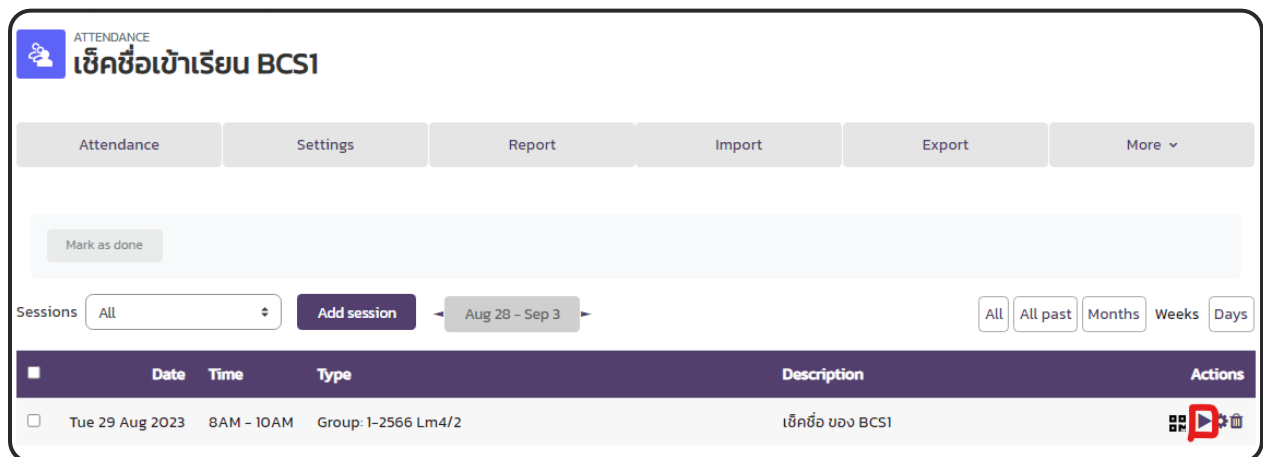 ATTENDANCE
เช็คชื่อเข้าเรียน BCS1
Attendance Settings Report Import Export More
Mark as done
Sessions All Add session Aug 28 - Sep 3 All All past Months Weeks Days
Date Time Type Description Actions
Tue 29 Aug 2023 8AM - 10AM Group: 1-2566 Lm4/2 เช็คชื่อ ของ BCS1